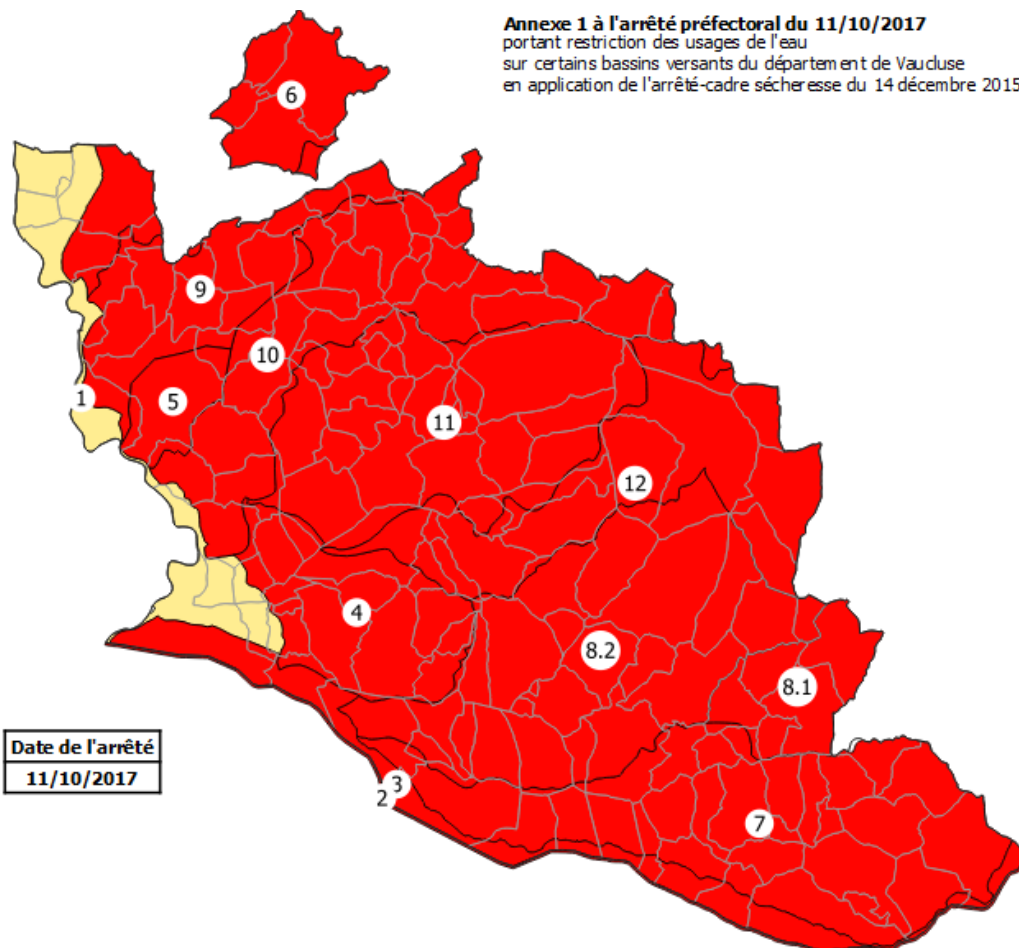 Annexe 1 à l'arrêté préfectoral du 11/10/2017
portant restriction des usages de l'eau
sur certains bassins versants du département de Vaucluse
en application de l'arrêté-cadre sécheresse du 14 décembre 2015
6
9
10
1
5
11
12
4
8.2
8.1
Date de l'arrêté
11/10/2017
3
2
7